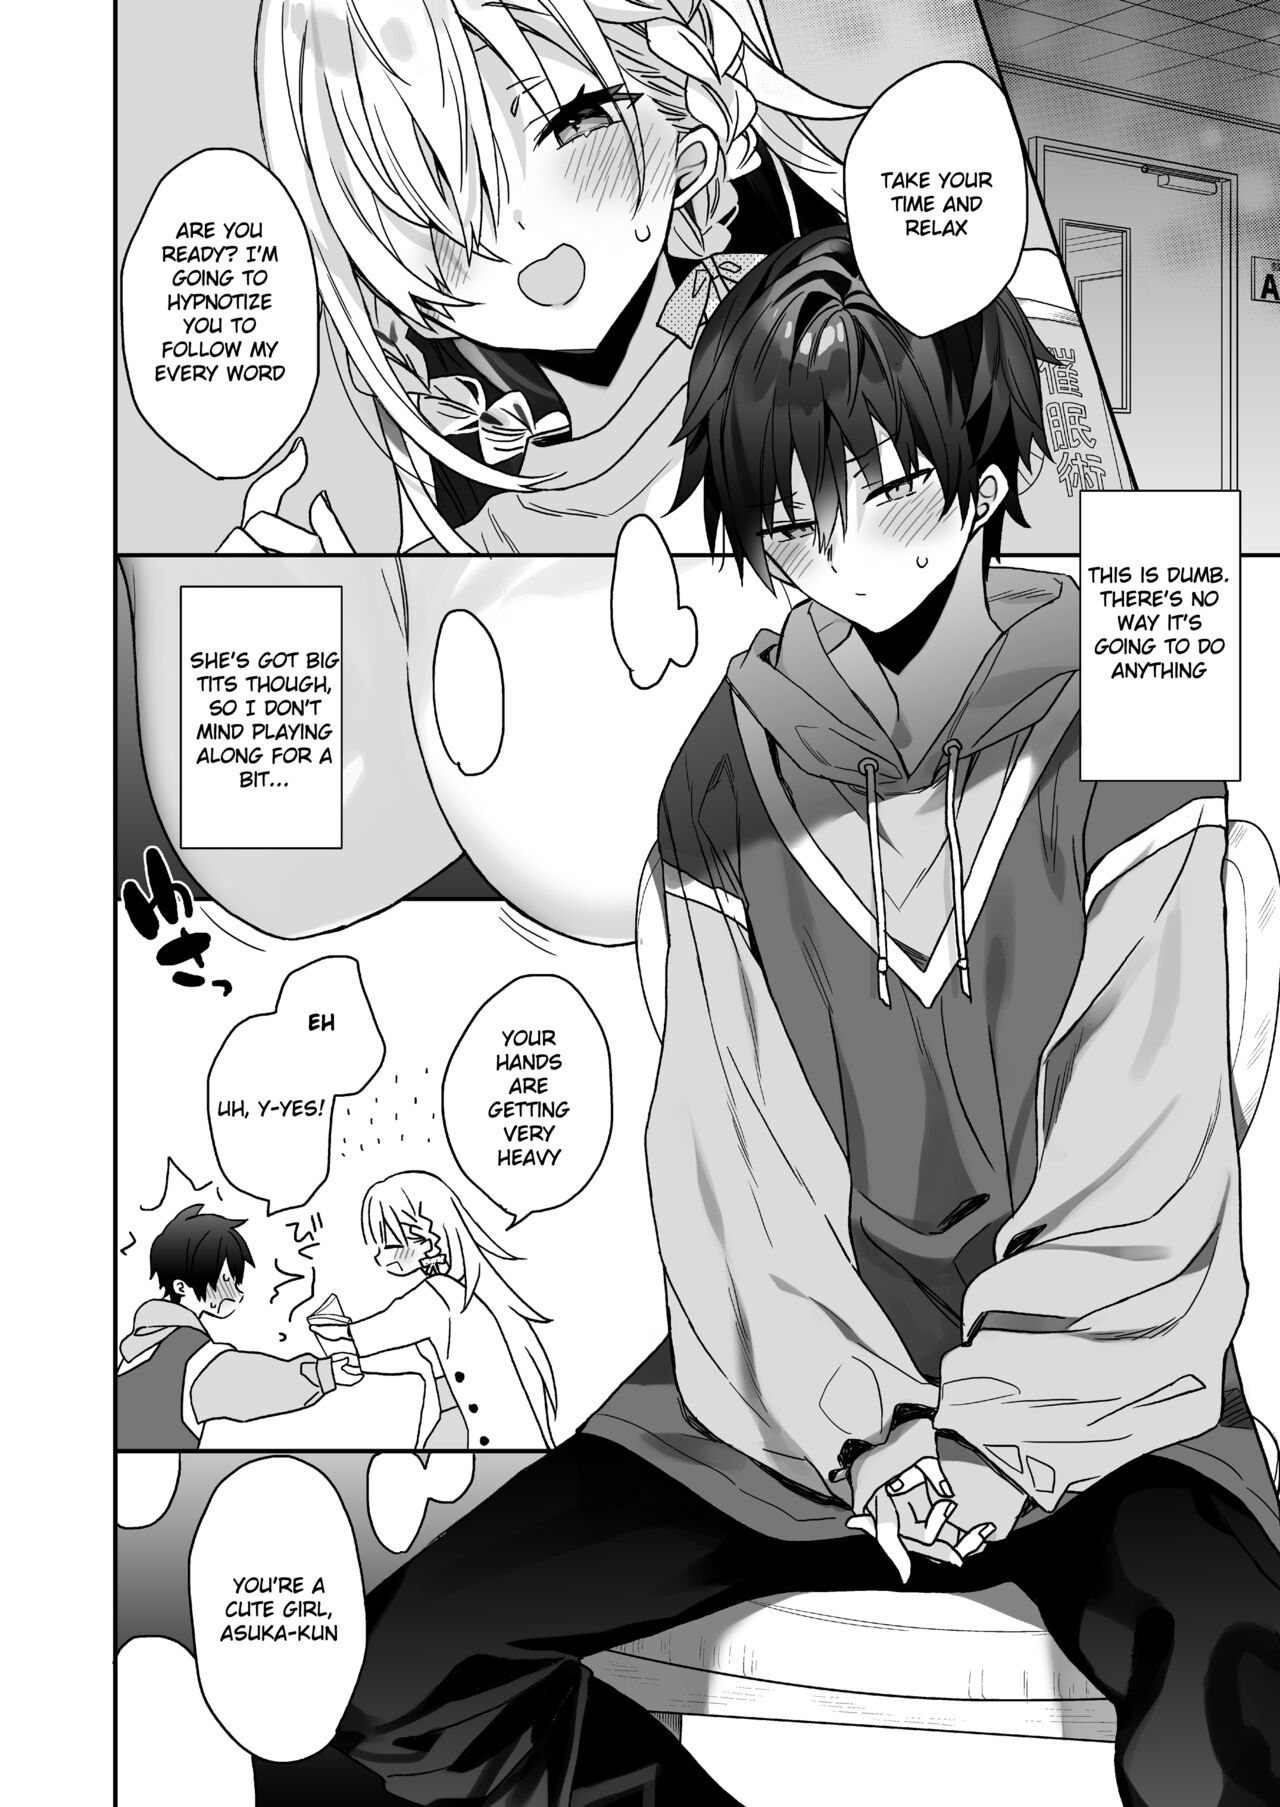 TAKE YOUR
TIME AND
RELAX
ARE YOU
READY? I'M
GOING TO
HYPNOTIZE
YOU TO
FOLLOW MY
EVERY WORD
A
催眠術
THIS IS DUMB.
THERE'S NO
WAY IT'S
GOING TO DO
ANYTHING
SHE'S GOT BIG
TITS THOUGH,
SO I DON'T
MIND PLAYING
ALONG FOR A
BIT...
YOUR
HANDS
ARE
GETTING
VERY
HEAVY
EH
UH, Y-YES!
YOU'RE A
CUTE GIRL,
ASUKA-KUN